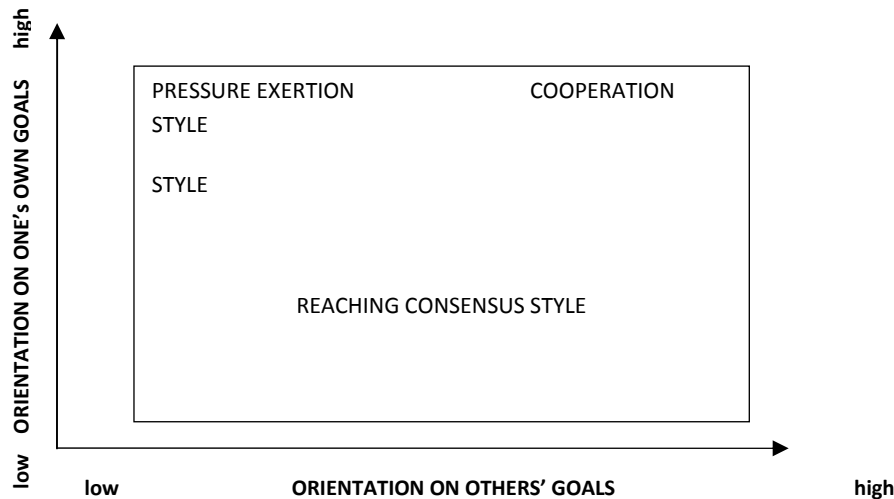 high
ORIENTATION ON ONE's OWN GOALS
low
PRESSURE EXERTION COOPERATION
STYLE
STYLE
REACHING CONSENSUS STYLE
low ORIENTATION ON OTHERS’ GOALS high